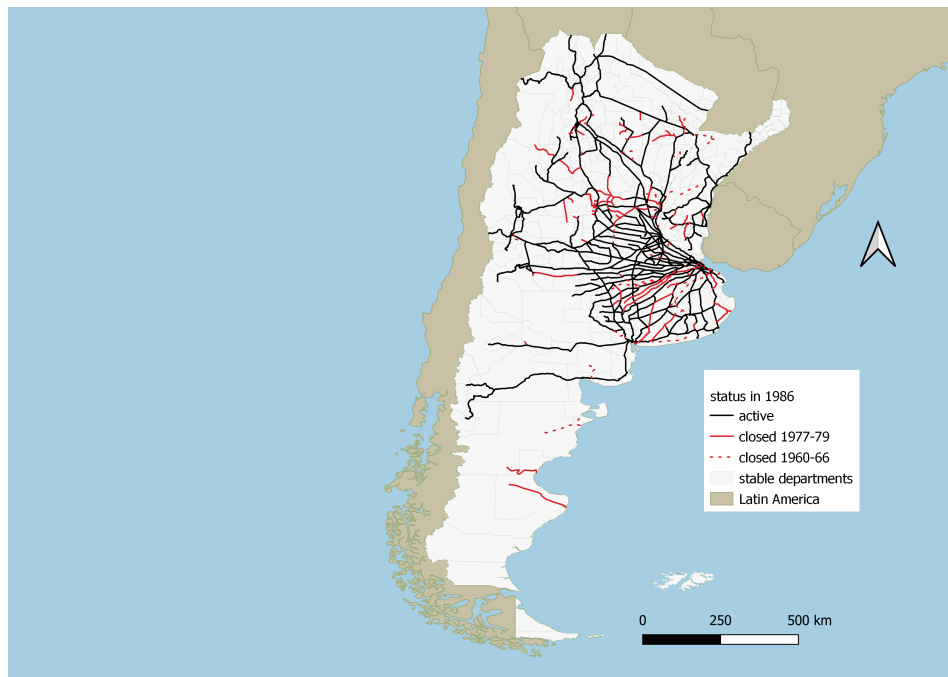 status in 1986
active
closed 1977-79
closed 1960-66
stable departments
Latin America
0 250 500 km